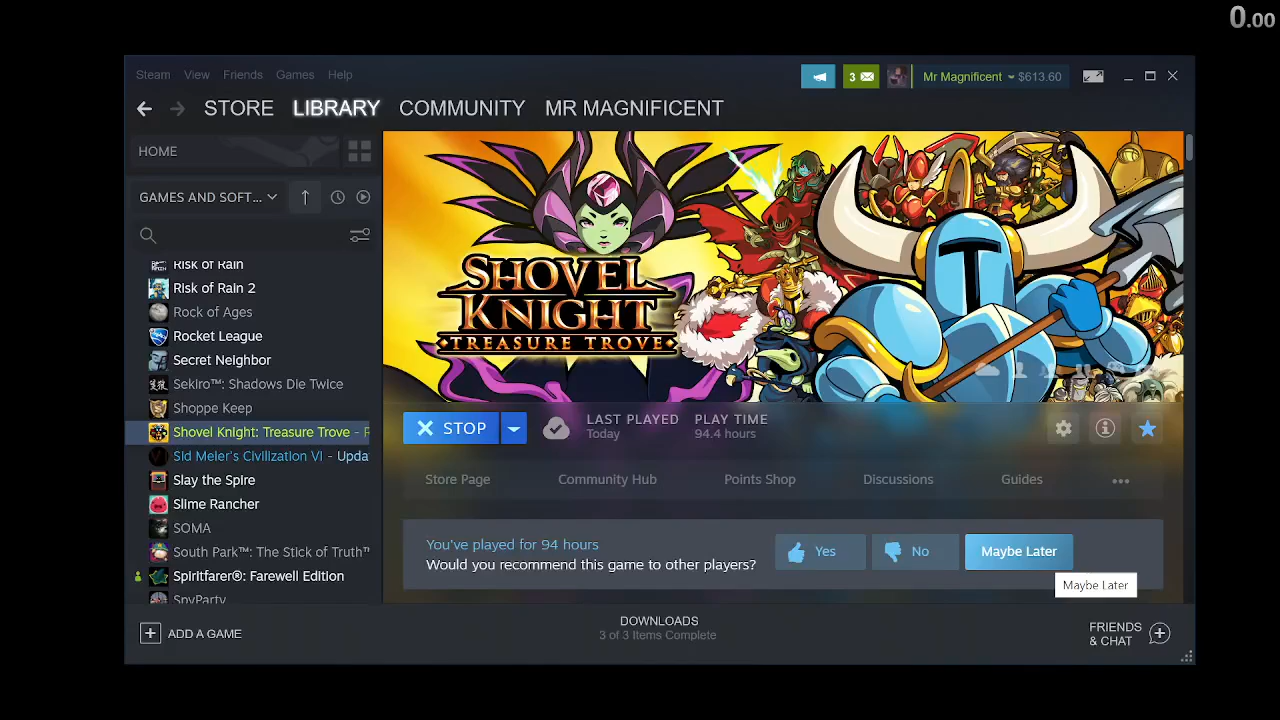 0.00
Steam View Friends Games Help
3
Mr Magnificent $613.60
STORE LIBRARY COMMUNITY MR MAGNIFICENT
HOME
GAMES AND SOFT...
Risk of Rain
Risk of Rain 2
Rock of Ages
Rocket League
Secret Neighbor
Sekiro™: Shadows Die Twice
Shoppe Keep
Shovel Knight: Treasure Trove - R
Sid Meier's Civilization VI - Upda
Slay the Spire
Slime Rancher
SOMA
South Park™: The Stick of Truth™
Spiritfarer®: Farewell Edition
SpyParty
SHOVEL
KNIGHT
TREASURE TROVE
STOP
LAST PLAYED
Today
PLAY TIME
94.4 hours
Store Page Community Hub Points Shop Discussions Guides
You've played for 94 hours
Would you recommend this game to other players?
Yes No Maybe Later
Maybe Later
ADD A GAME
DOWNLOADS
3 of 3 Items Complete
FRIENDS
& CHAT